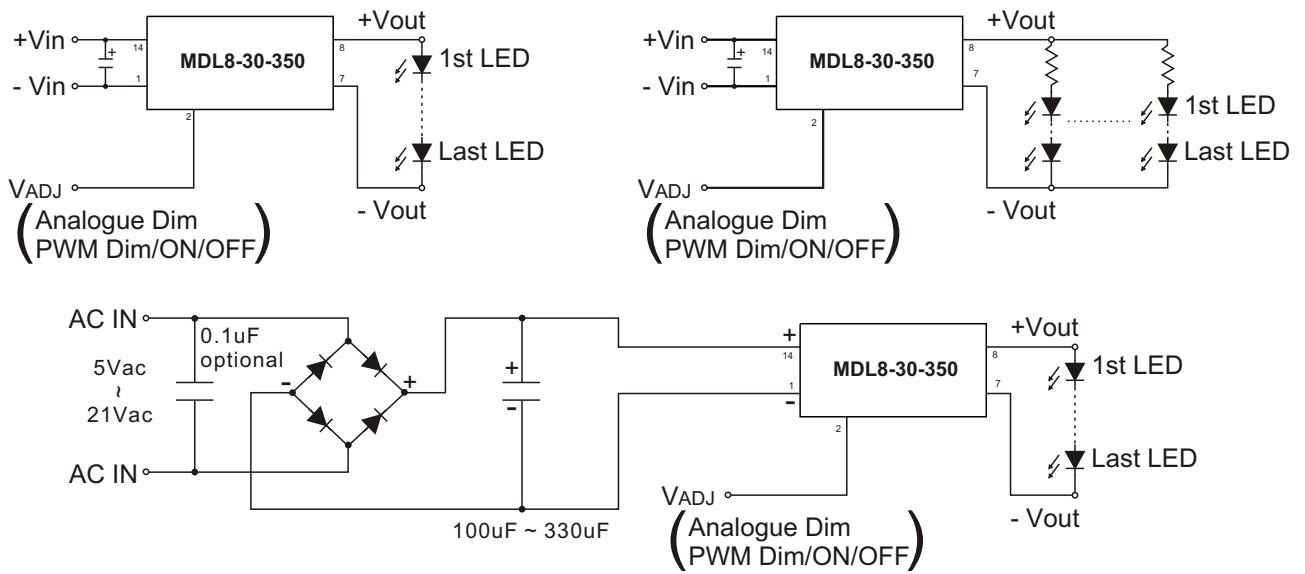 +Vin
- Vin
14
1
MDL8-30-350
8
7
2
+Vout
1st LED
Last LED
- Vout
VADJ
(Analogue Dim
PWM Dim/ON/OFF)
+
+Vin
- Vin
14
1
MDL8-30-350
8
7
2
+Vout
1st LED
Last LED
- Vout
VADJ
(Analogue Dim
PWM Dim/ON/OFF)
+
AC IN
0.1uF
optional
5Vac
~
21Vac
AC IN
-
+
+
-
100uF ~ 330uF
+
14
1
-
MDL8-30-350
8
7
2
+Vout
1st LED
Last LED
- Vout
VADJ
(Analogue Dim
PWM Dim/ON/OFF)